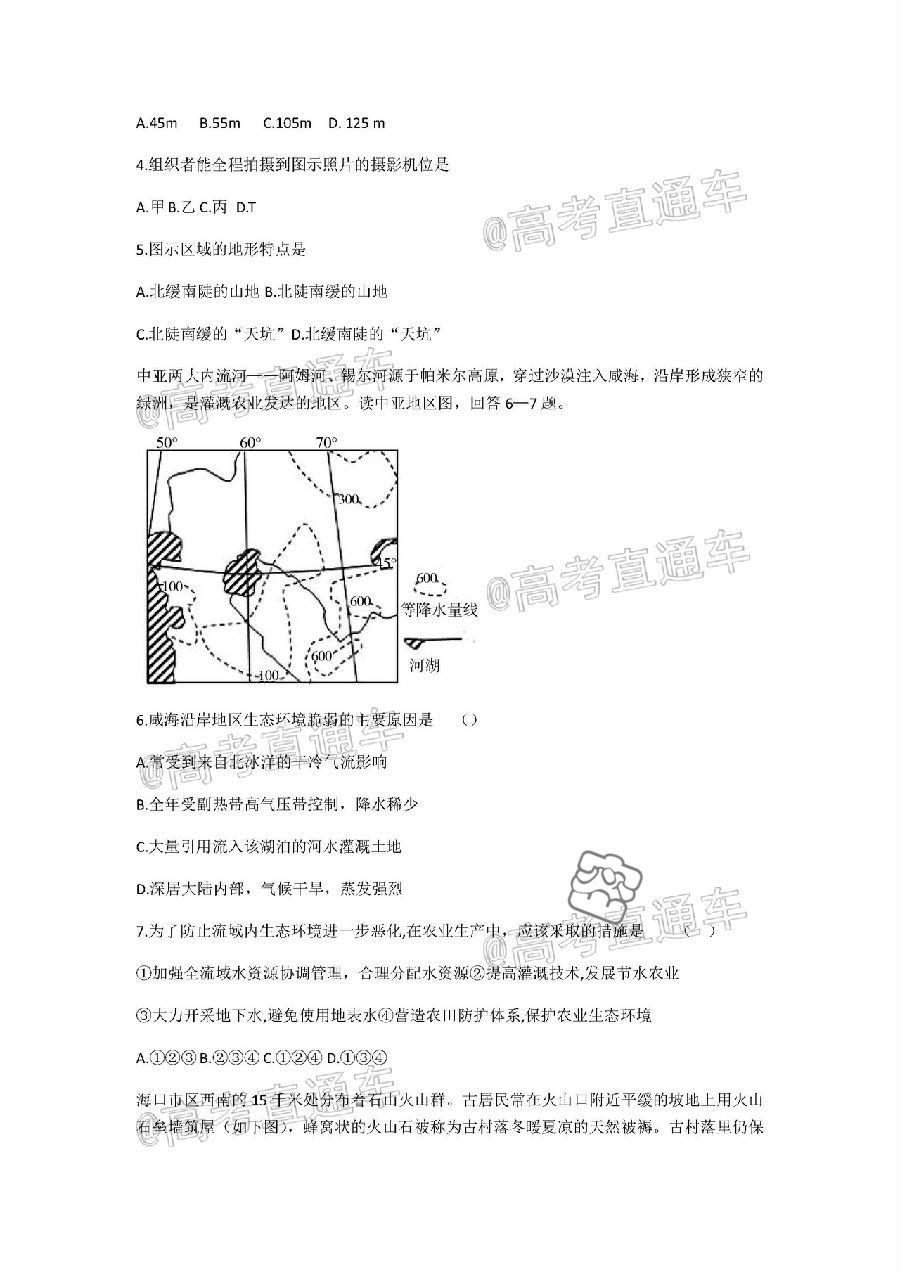 A.45m B.55m C.105m D. 125 m
4.组织者能全程拍摄到图示照片的摄影机位是
A.甲 B.乙 C.丙 D.T
5.图示区域的地形特点是
A.北缓南陡的山地 B.北陡南缓的山地
C.北陡南缓的“天坑”D.北缓南陡的“天坑”
中亚两大内流河——阿姆河、锡尔河源于帕米尔高原，穿过沙漠注入咸海，沿岸形成狭窄的
绿洲，是灌溉农业发达的地区。读中亚地区图，回答 6—7 题。
50° 60° 70°
300
45°
100
600
600
100
600
等降水量线
河湖
6.咸海沿岸地区生态环境脆弱的主要原因是 （）
A.常受到来自北冰洋的干冷气流影响
B.全年受副热带高气压带控制，降水稀少
C.大量引用流入该湖泊的河水灌溉土地
D.深居大陆内部，气候干旱，蒸发强烈
7.为了防止流域内生态环境进一步恶化,在农业生产中，应该采取的措施是 （ ）
①加强全流域水资源协调管理，合理分配水资源②提高灌溉技术,发展节水农业
③大力开采地下水,避免使用地表水④营造农田防护体系,保护农业生态环境
A.①②③ B.②③④ C.①②④ D.①③④
海口市区西南的 15 千米处分布着石山火山群。古居民常在火山口附近平缓的坡地上用火山
石垒墙筑屋（如下图），蜂窝状的火山石被称为古村落冬暖夏凉的天然被褥。古村落里仍保
@高考直通车
@高考直通车
@高考直通车
@高考直通车
@高考直通车
@高考直通车